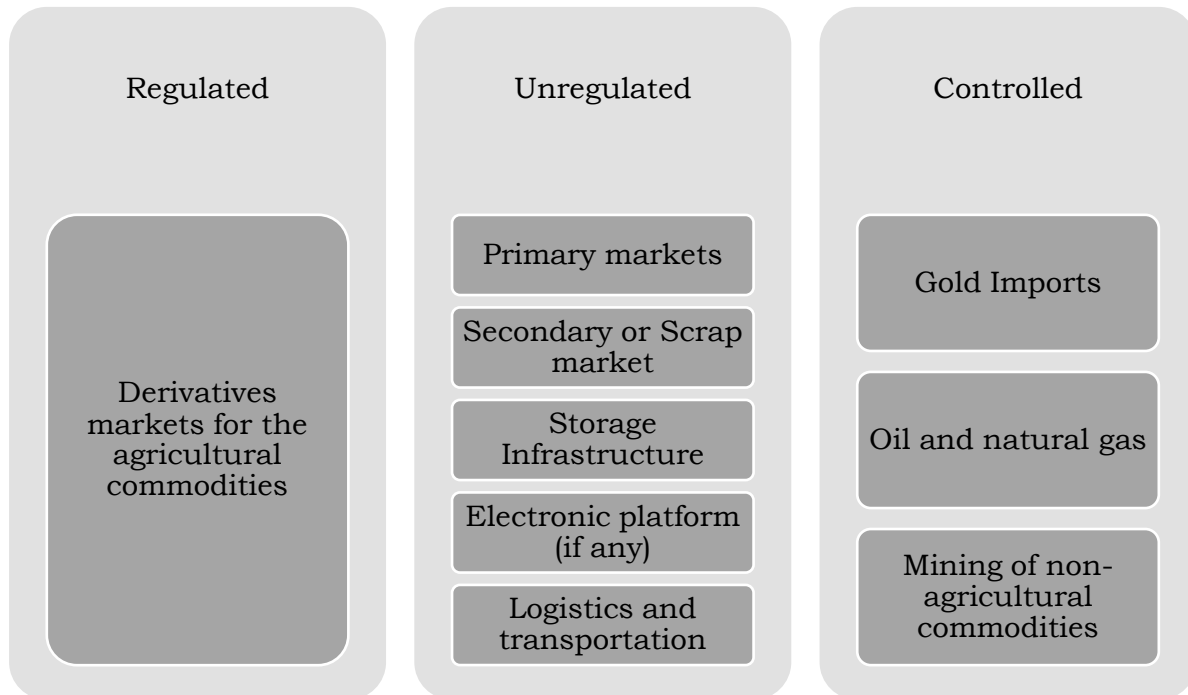 Regulated
Derivatives
markets for the
agricultural
commodities
Unregulated
Primary markets
Secondary or Scrap
market
Storage
Infrastructure
Electronic platform
(if any)
Logistics and
transportation
Controlled
Gold Imports
Oil and natural gas
Mining of non-
agricultural
commodities